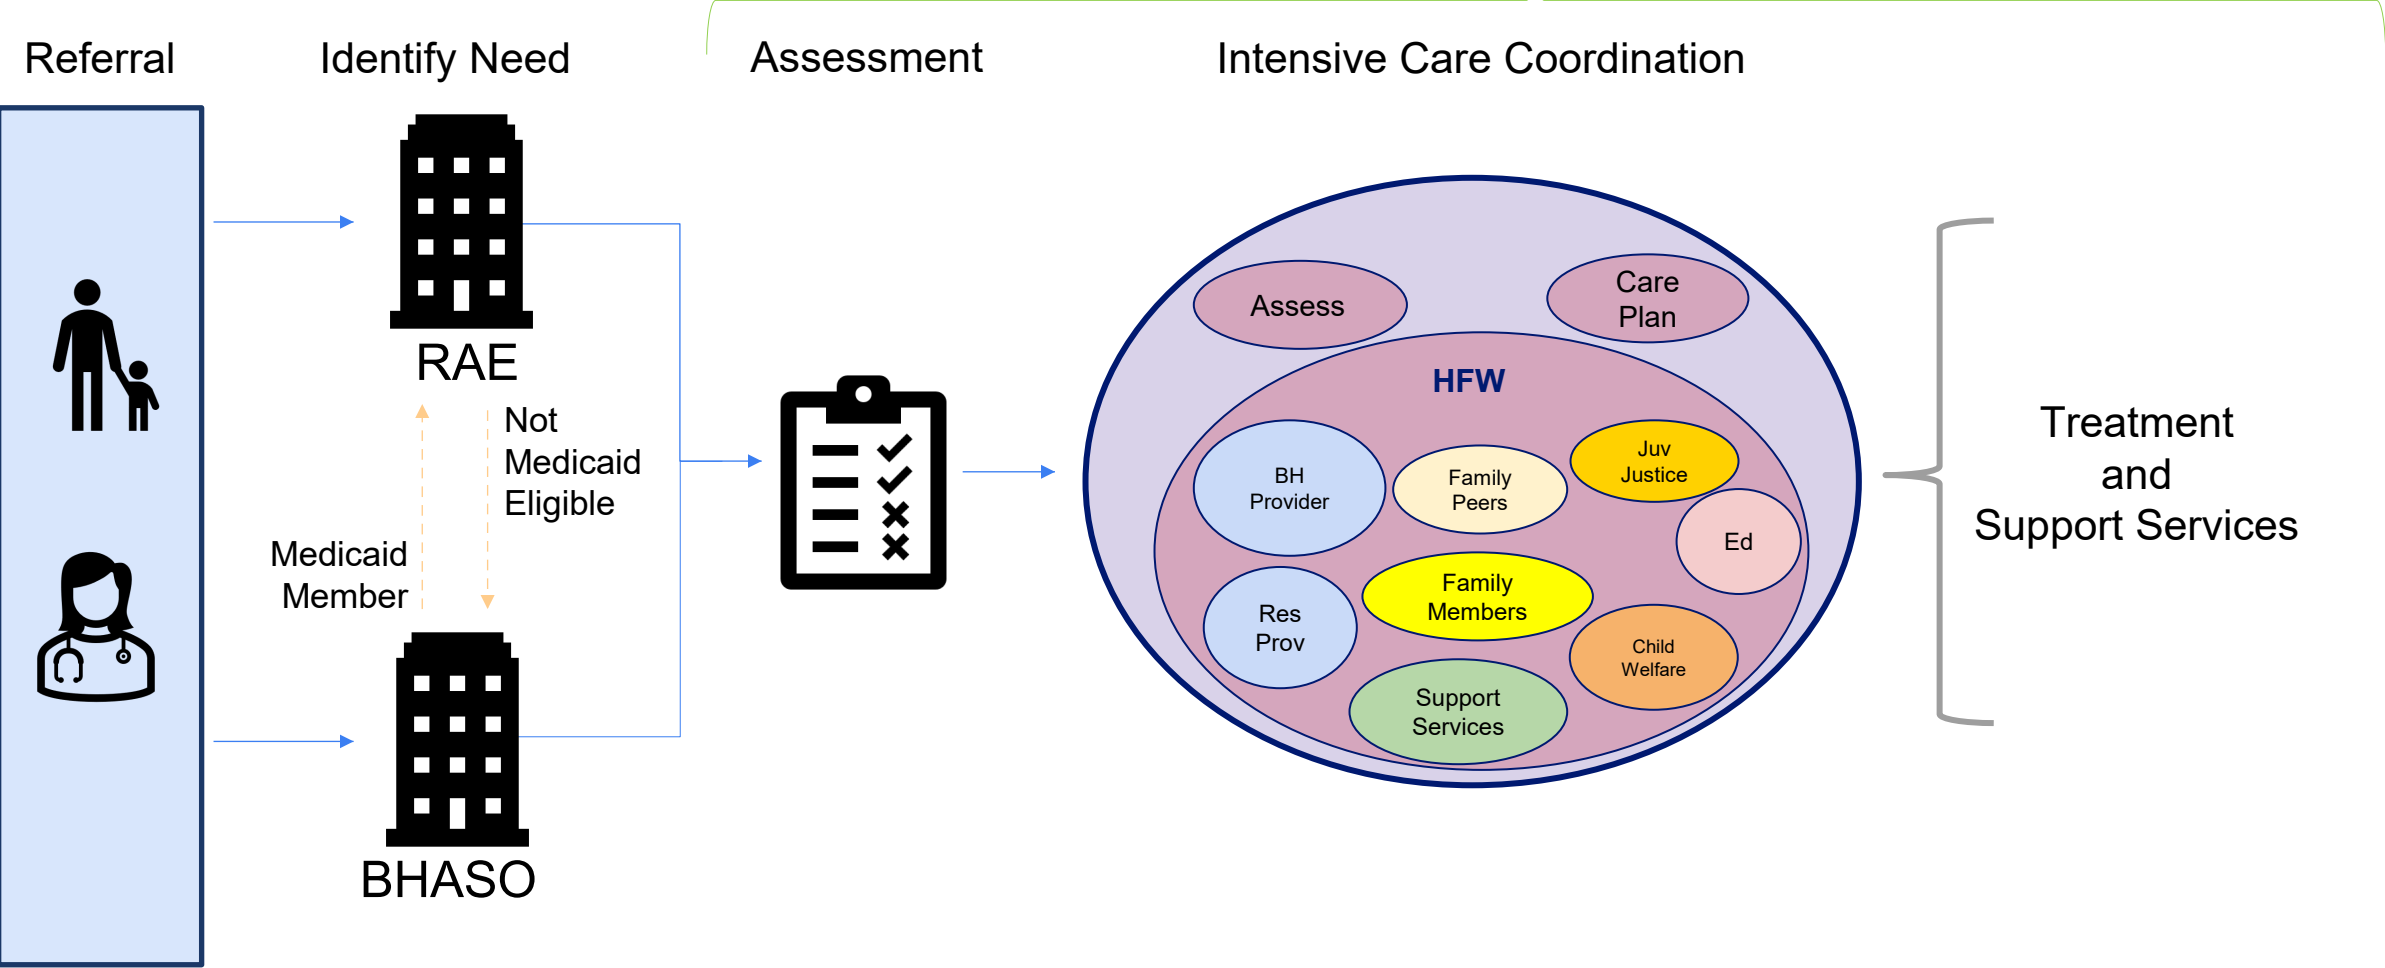 Referral
Identify Need
Assessment
Intensive Care Coordination
RAE
Not
Medicaid
Eligible
Medicaid
Member
BHASO
Assess
Care
Plan
HFW
BH
Provider
Family
Peers
Juv
Justice
Ed
Res
Prov
Family
Members
Child
Welfare
Support
Services
Treatment
and
Support Services